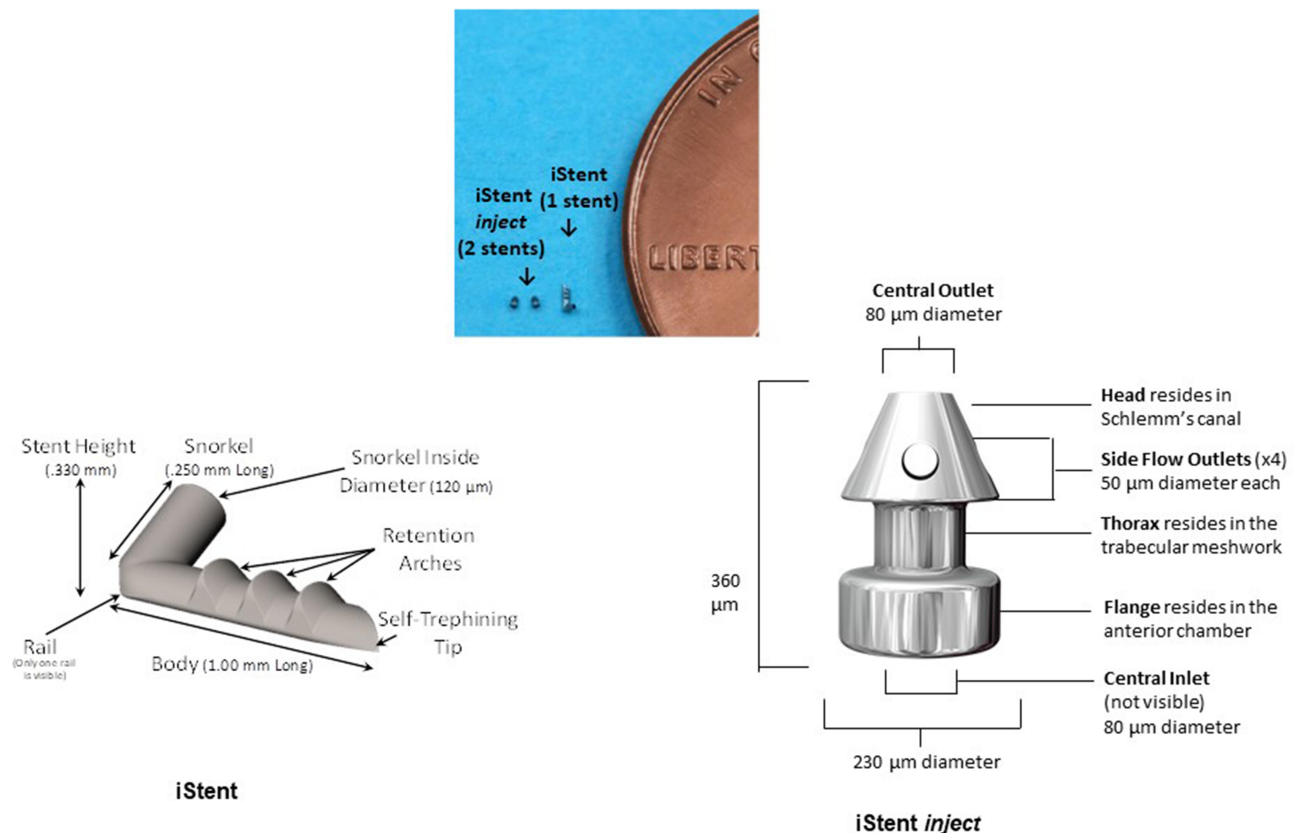 IN
LIBERT
iStent
(1 stent)
iStent
inject
(2 stents)
Stent Height
(.330 mm)
Snorkel
(.250 mm Long)
Snorkel Inside
Diameter (120 µm)
Retention
Arches
Self-Trephining
Tip
Rail
(Only one rail
is visible)
Body (1.00 mm Long)
iStent
Central Outlet
80 µm diameter
Head resides in
Schlemm's canal
Side Flow Outlets (x4)
50 µm diameter each
Thorax resides in the
trabecular meshwork
360
µm
Flange resides in the
anterior chamber
Central Inlet
(not visible)
80 µm diameter
230 µm diameter
iStent inject